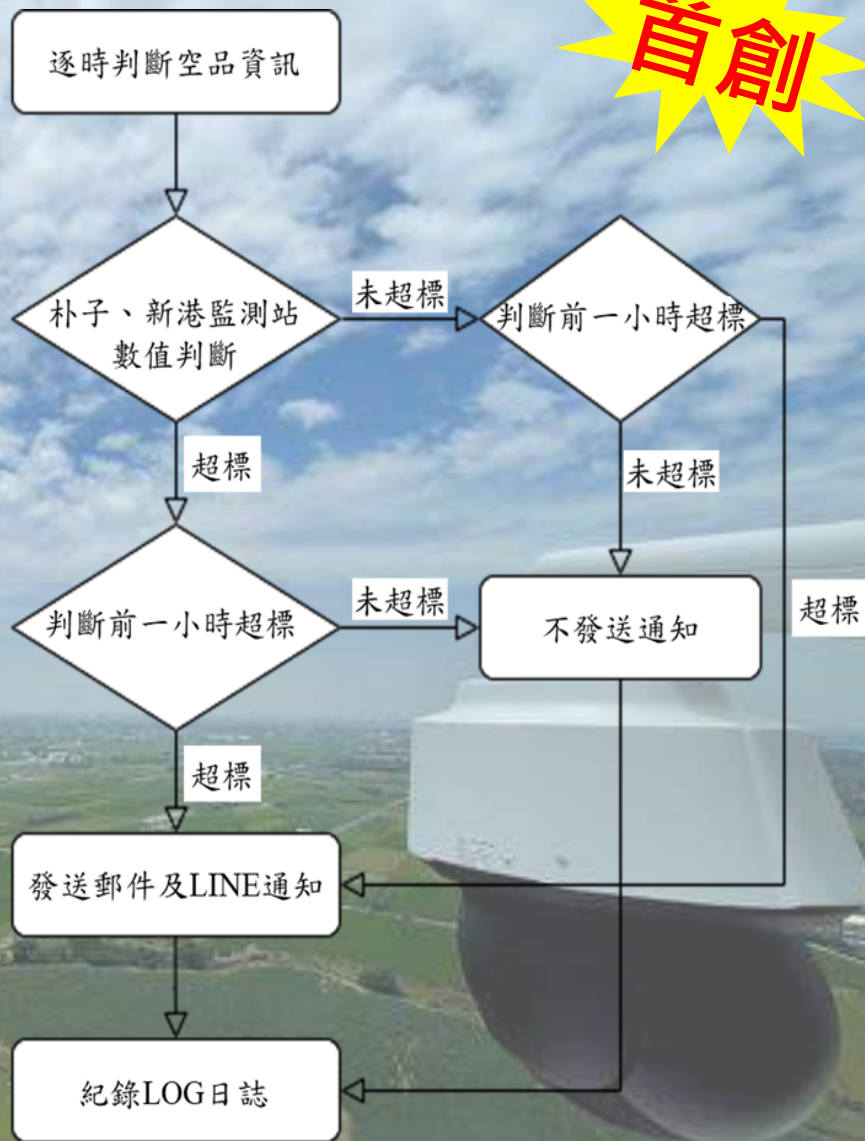 首創
逐時判斷空品資訊
朴子、新港監測站
數值判斷
未超標
判斷前一小時超標
超標
未超標
判斷前一小時超標
未超標
不發送通知
超標
超標
發送郵件及LINE通知
紀錄LOG日誌